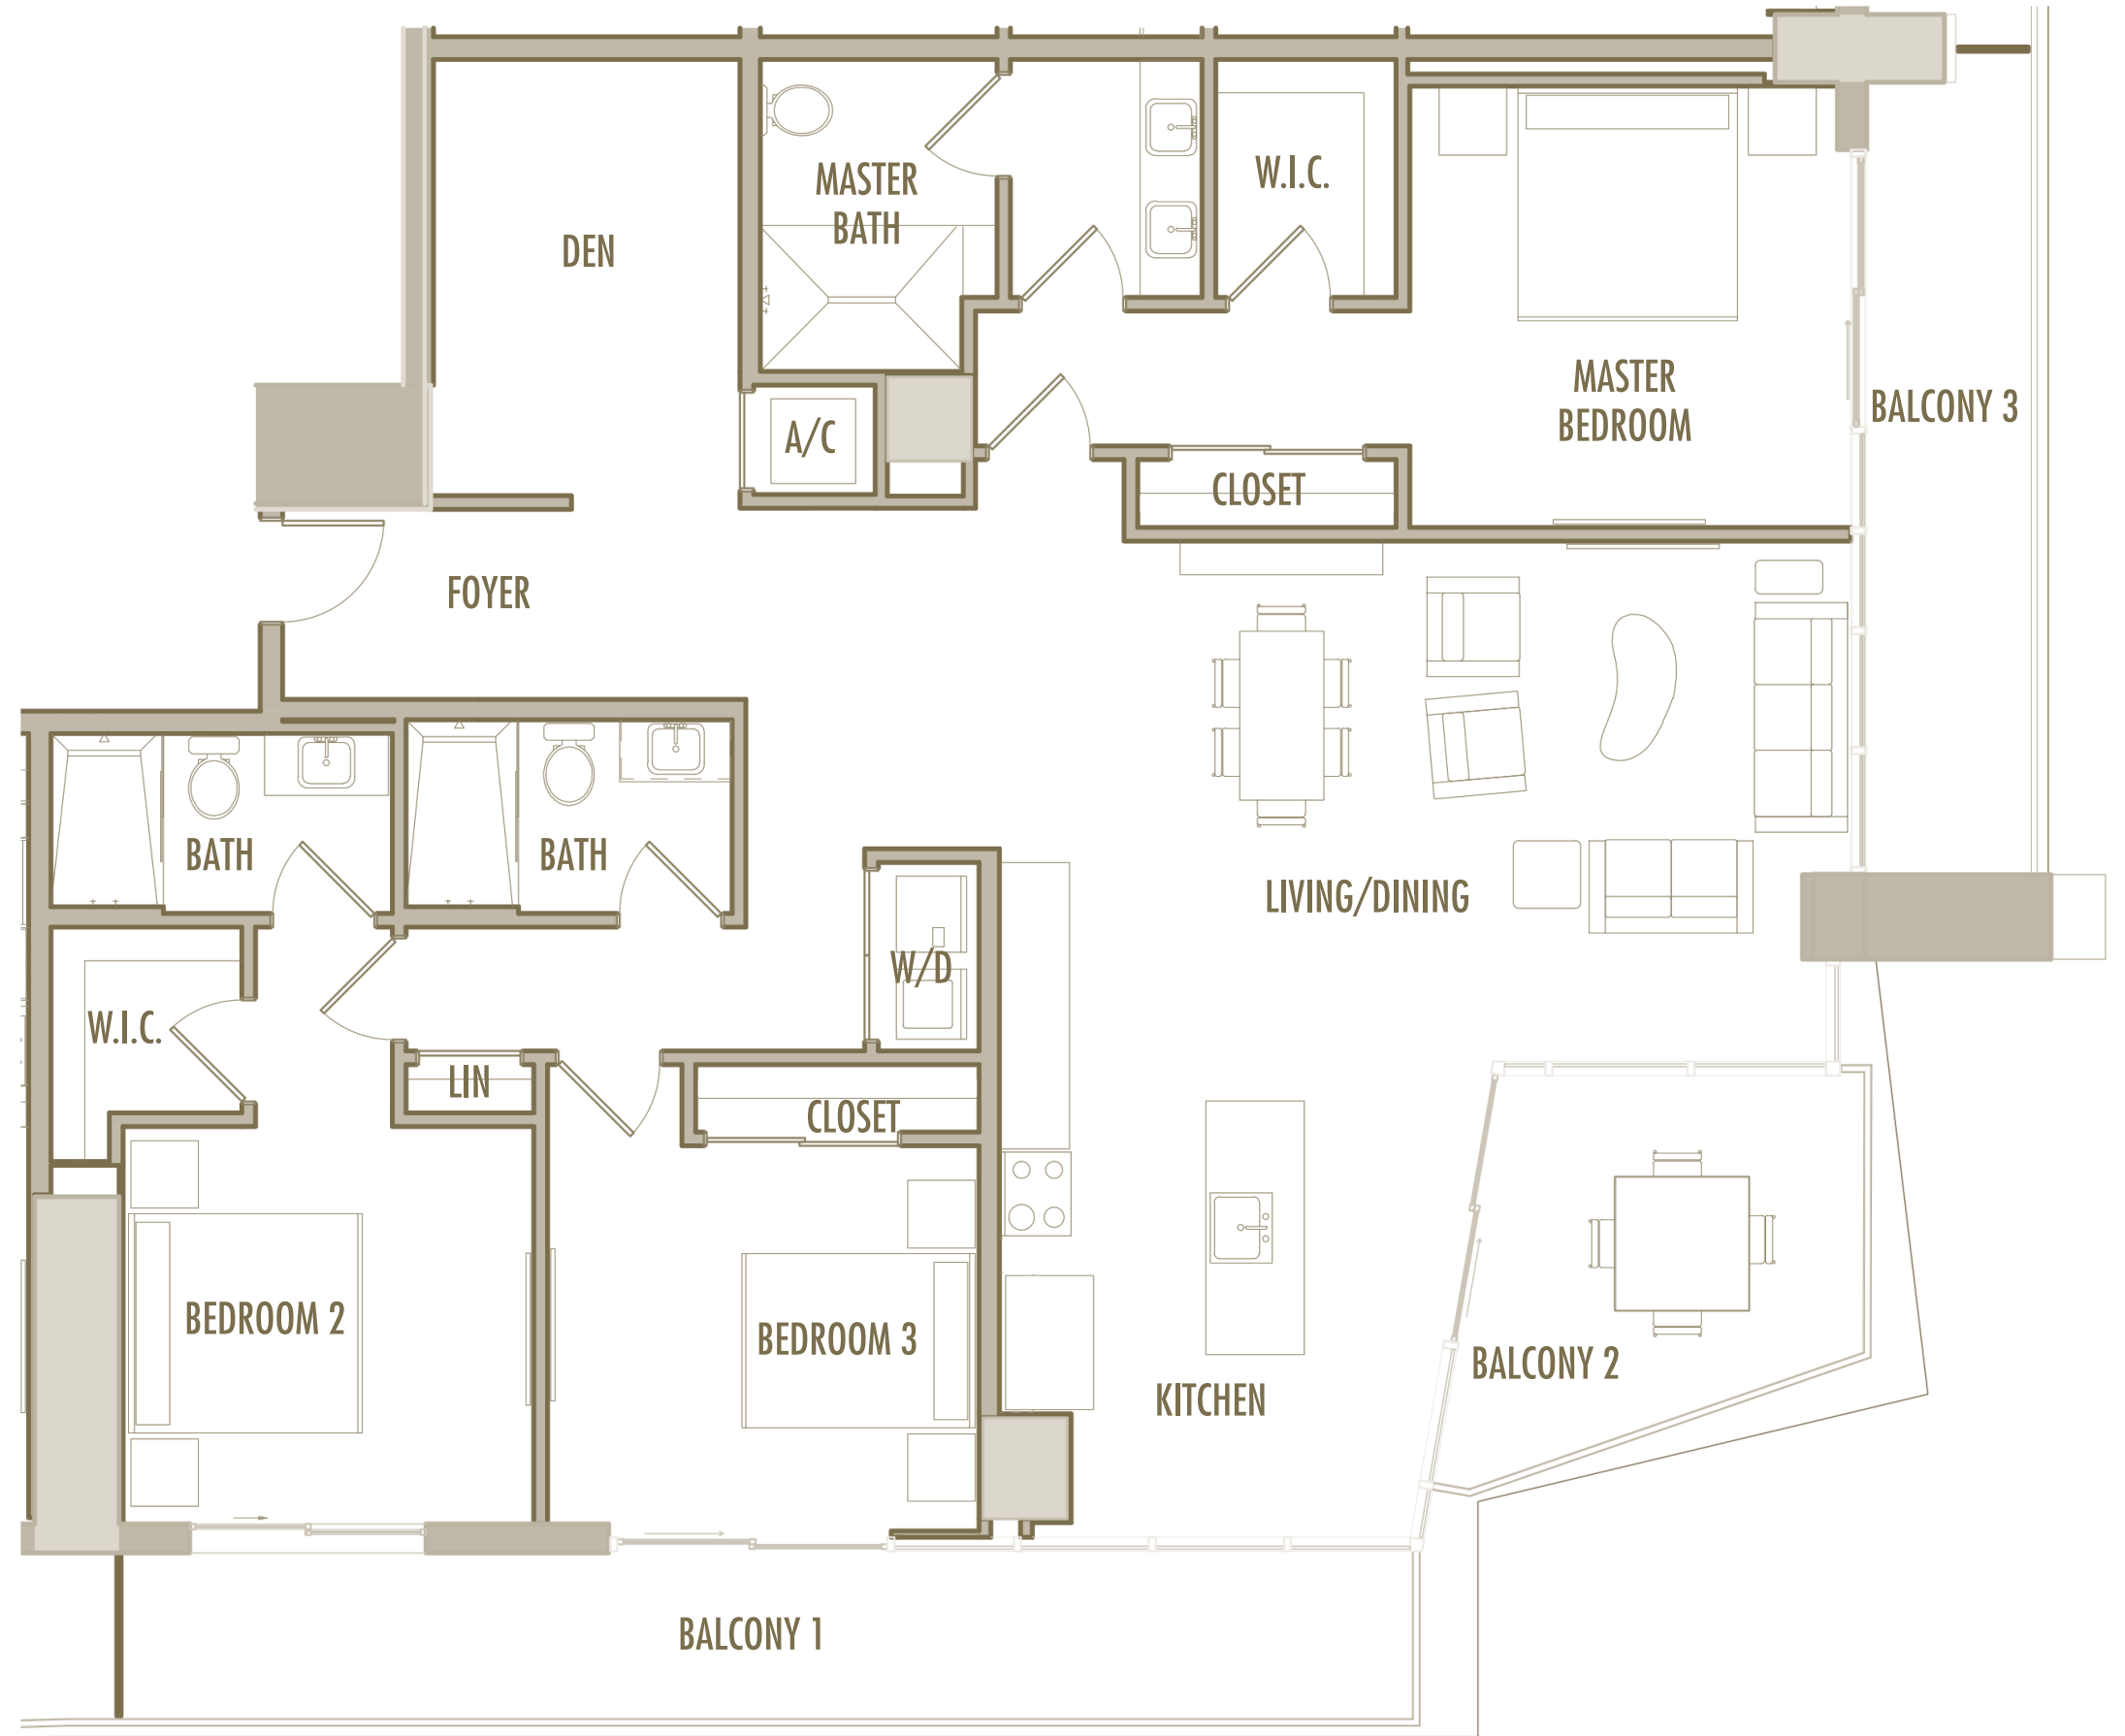 MASTER
BATH
W.I.C.
DEN
MASTER
BEDROOM
BALCONY 3
A/C
CLOSET
FOYER
BATH
BATH
LIVING/DINING
W/D
W.I.C.
LIN
CLOSET
BEDROOM 2
BEDROOM 3
BALCONY 2
KITCHEN
BALCONY 1